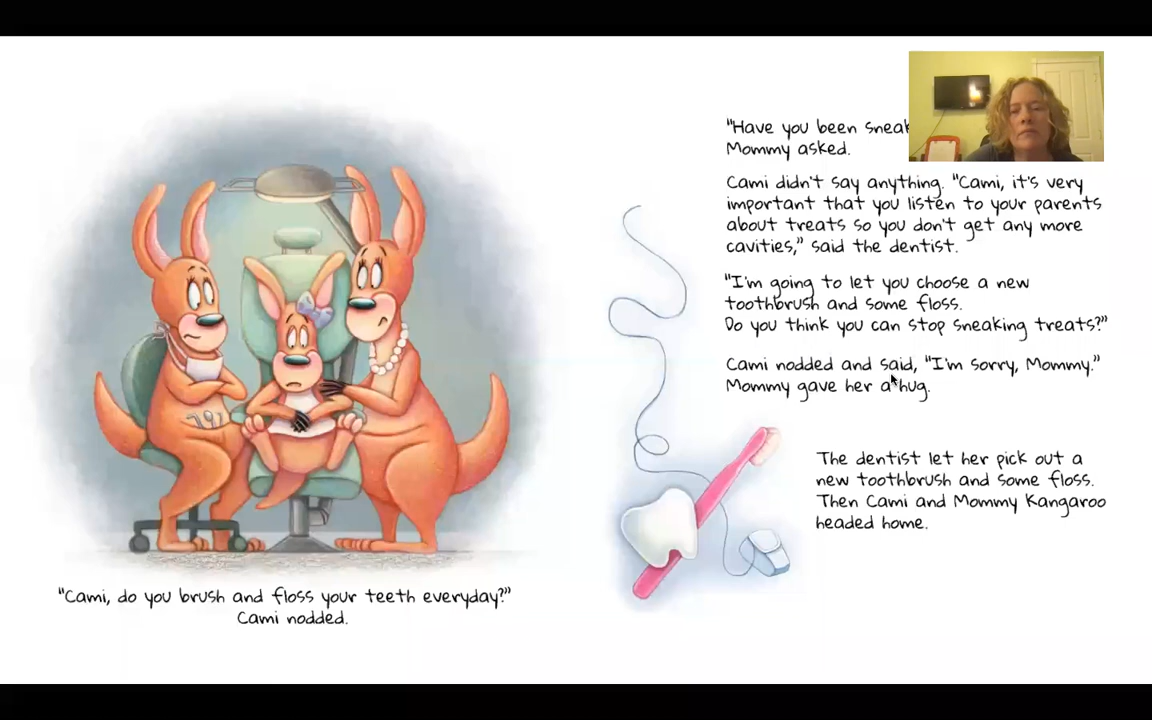 "Cami, do you brush and floss your teeth everyday?"
Cami nodded.
"Have you been
Mommy asked.
Cami didn't say anything. "Cami, it's very
important that you listen to your parents
about treats so you don't get any more
cavities," said the dentist.
"I'm going to let you choose a new
toothbrush and some floss.
Do you think you can stop sneaking treats?"
Cami nodded and said, "I'm sorry, Mommy."
Mommy gave her a hug.
The dentist let her pick out a
new toothbrush and some floss.
Then Cami and Mommy Kangaroo
headed home.